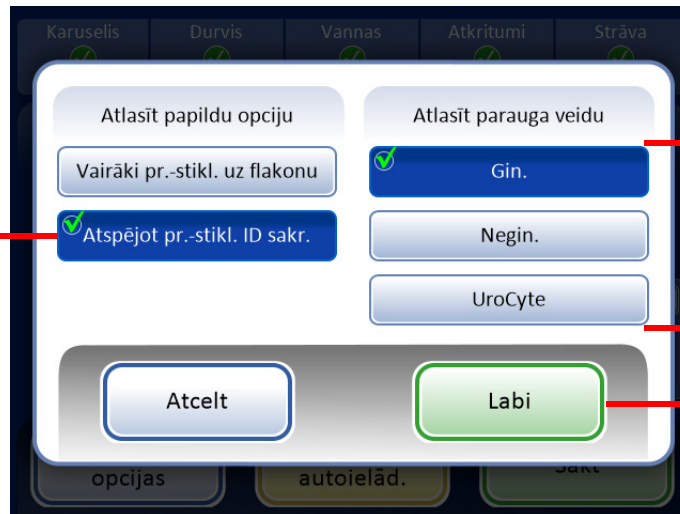 Karuselis Durvis Vannas Atkritumi Strāva
Atlasīt papildu opciju
Atlasīt parauga veidu
Vairāki pr.-stikl. uz flakonu
Gin.
Atspējot pr.-stikl. ID sakr.
Negin.
UroCyte
Atcelt
Labi
opcijas
autoielād.
Sākt